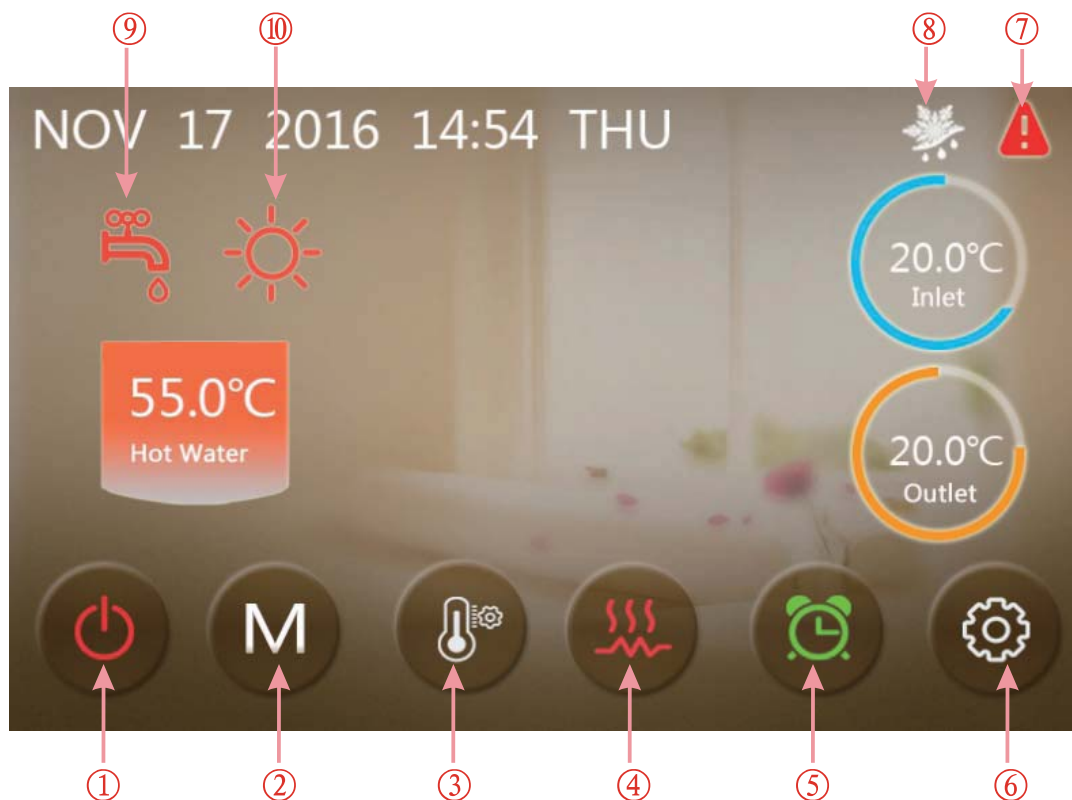 ⑨ ⑩ ⑧ ⑦
NOV 17 2016 14:54 THU
20.0°C
Inlet
55.0°C
Hot Water
20.0°C
Outlet
M
① ② ③ ④ ⑤ ⑥